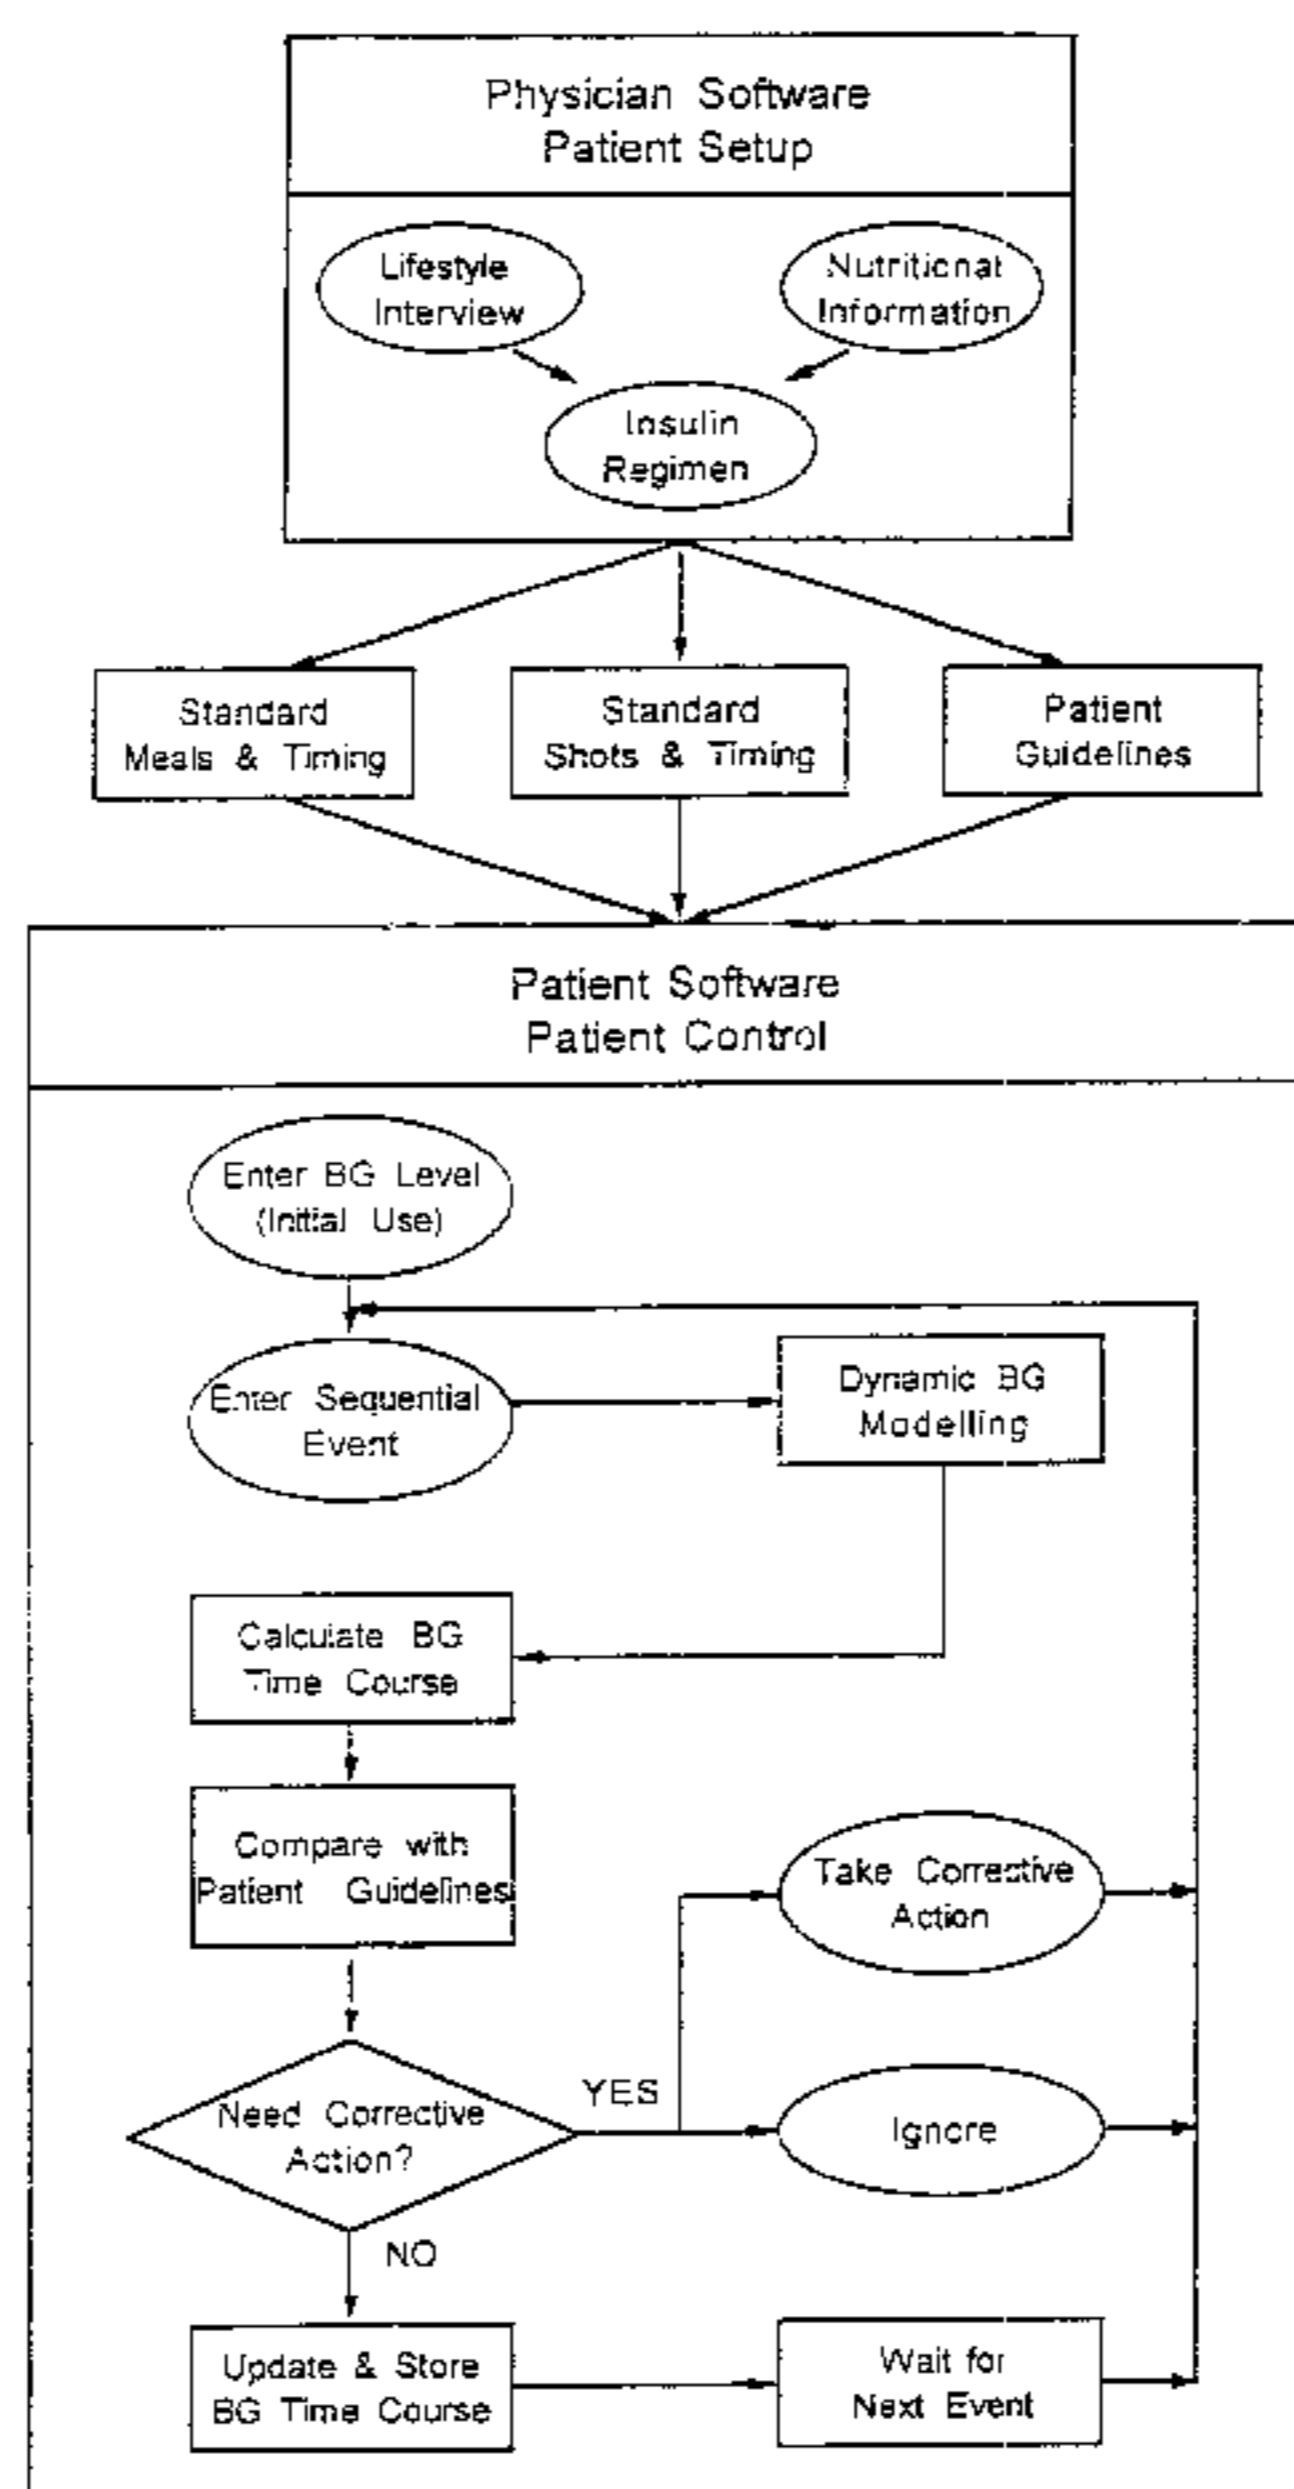 Physician Software
Patient Setup
Lifestyle
Interview
Nutritional
Information
Insulin
Regimen
Standard
Meals & Timing
Standard
Shots & Timing
Patient
Guidelines
Patient Software
Patient Control
Enter BG Level
(Initial Use)
Enter Sequential
Event
Dynamic BG
Modelling
Calculate BG
Time Course
Compare with
Patient Guidelines
Take Corrective
Action
Need Corrective
Action?
YES
Ignore
NO
Update & Store
BG Time Course
Wait for
Next Event